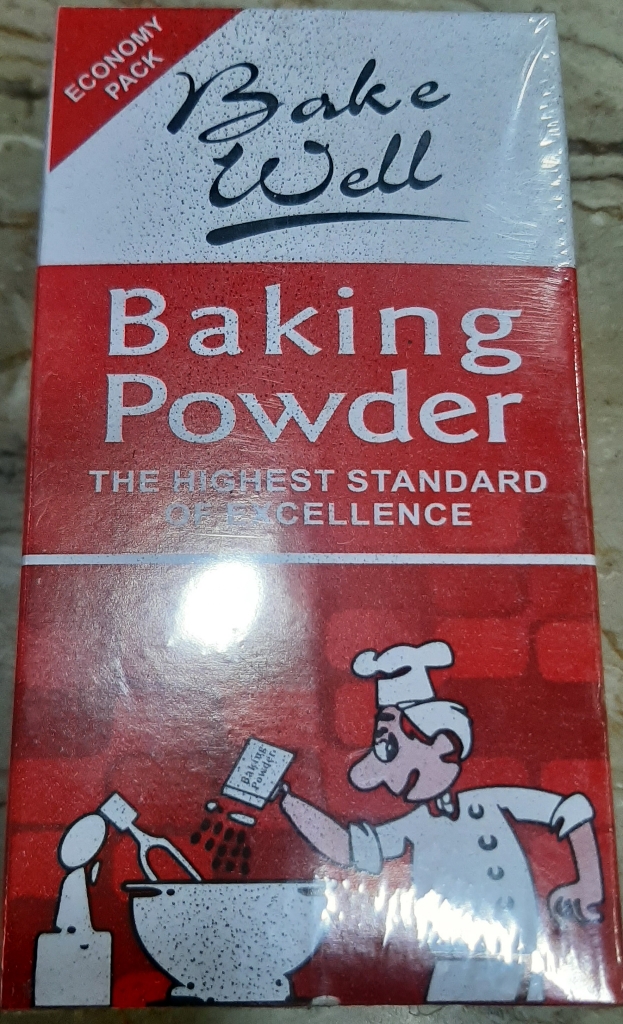 ECONOMY
PACK
Bake
Well
Baking
Powder
THE HIGHEST STANDARD
OF EXCELLENCE
Baking
Powder